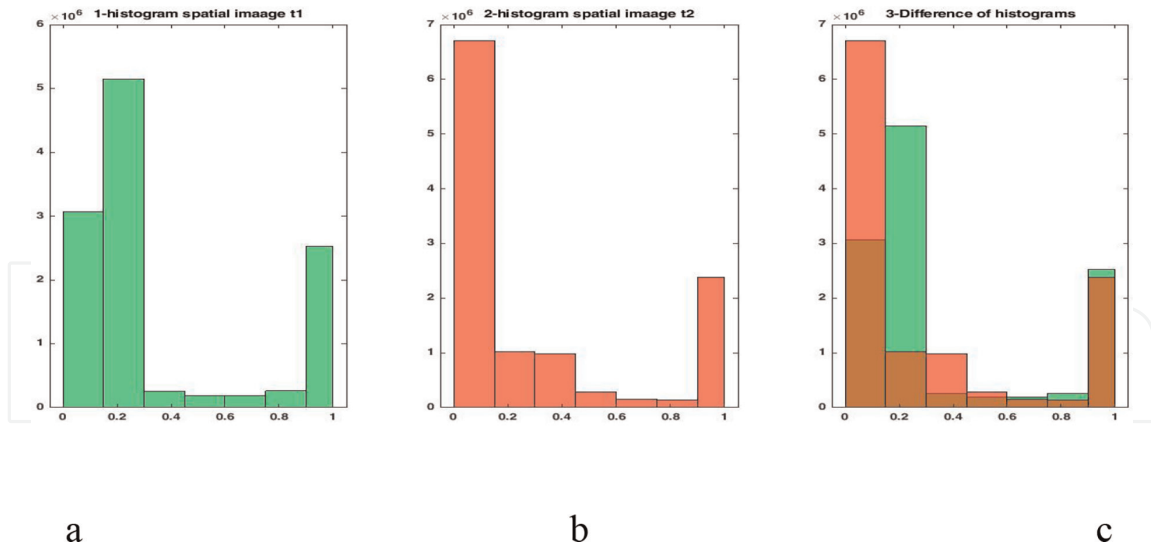 1-histogram spatial imaage t1
×10⁶
6
5
4
3
2
1
0
0 0.2 0.4 0.6 0.8 1
2-histogram spatial imaage t2
×10⁶
7
6
5
4
3
2
1
0
0 0.2 0.4 0.6 0.8 1
3-Difference of histograms
×10⁶
7
6
5
4
3
2
1
0
0 0.2 0.4 0.6 0.8 1
a
b
c